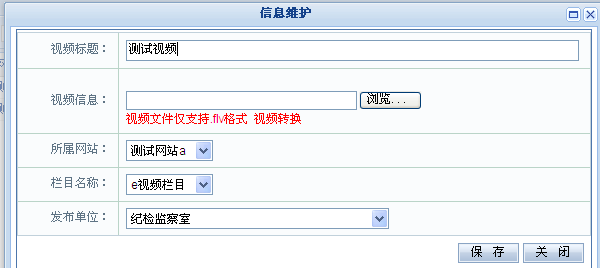 信息维护
视频标题： 测试视频
视频信息： 浏览...
视频文件仅支持.flv格式 视频转换
所属网站： 测试网站a
栏目名称： e视频栏目
发布单位： 纪检监察室
保 存 关 闭